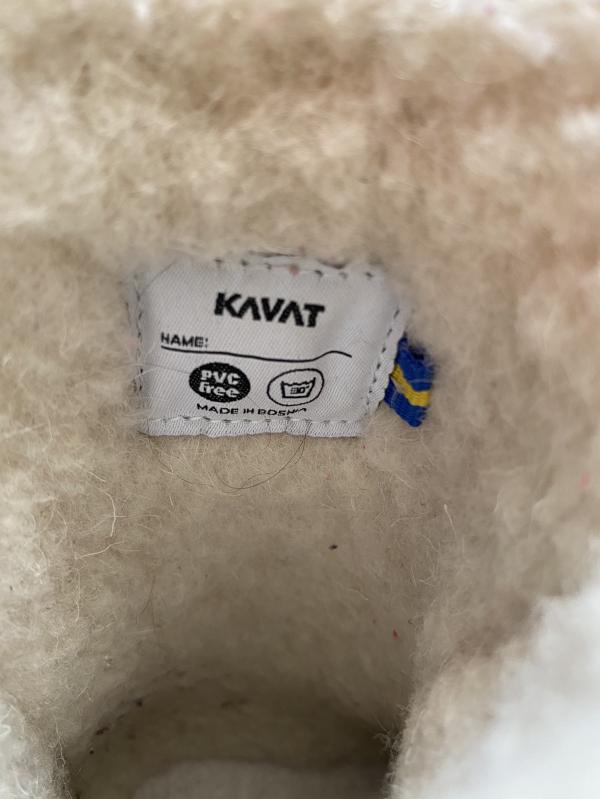 KAVAT
NAME:
PVC
free
30°
MADE IN BOSNIA